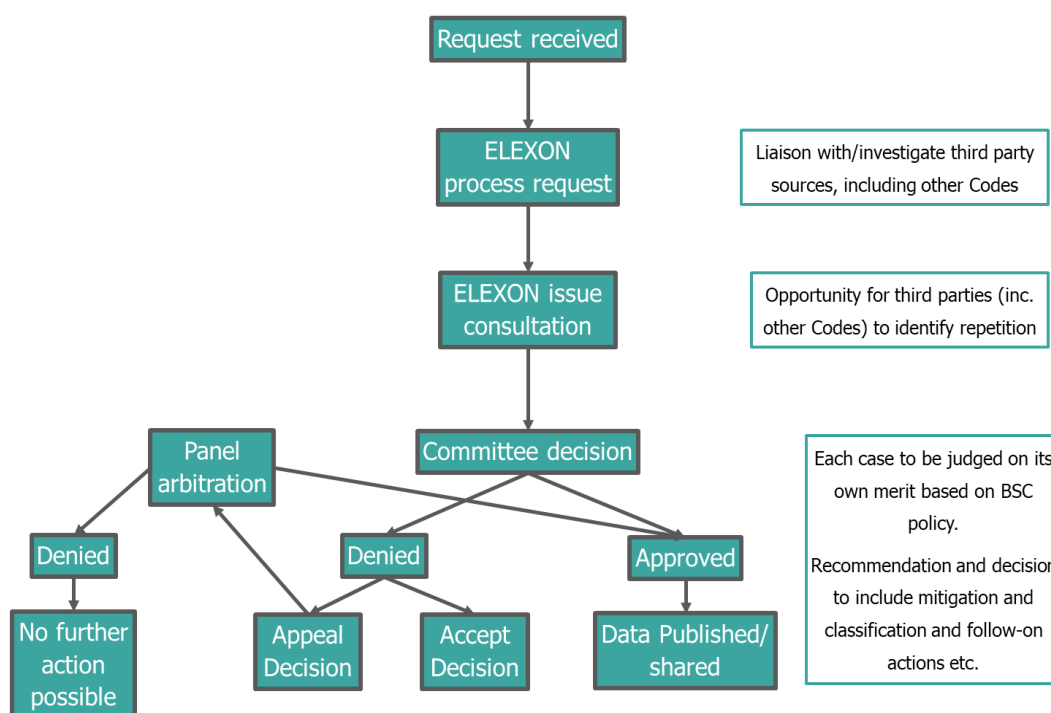 Request received
ELEXON
process request
Liaison with/investigate third party
sources, including other Codes
ELEXON issue
consultation
Opportunity for third parties (inc.
other Codes) to identify repetition
Panel
arbitration
Committee decision
Each case to be judged on its
own merit based on BSC
policy.
Recommendation and decision
to include mitigation and
classification and follow-on
actions etc.
Denied
Denied
Approved
No further
action
possible
Appeal
Decision
Accept
Decision
Data Published/
shared